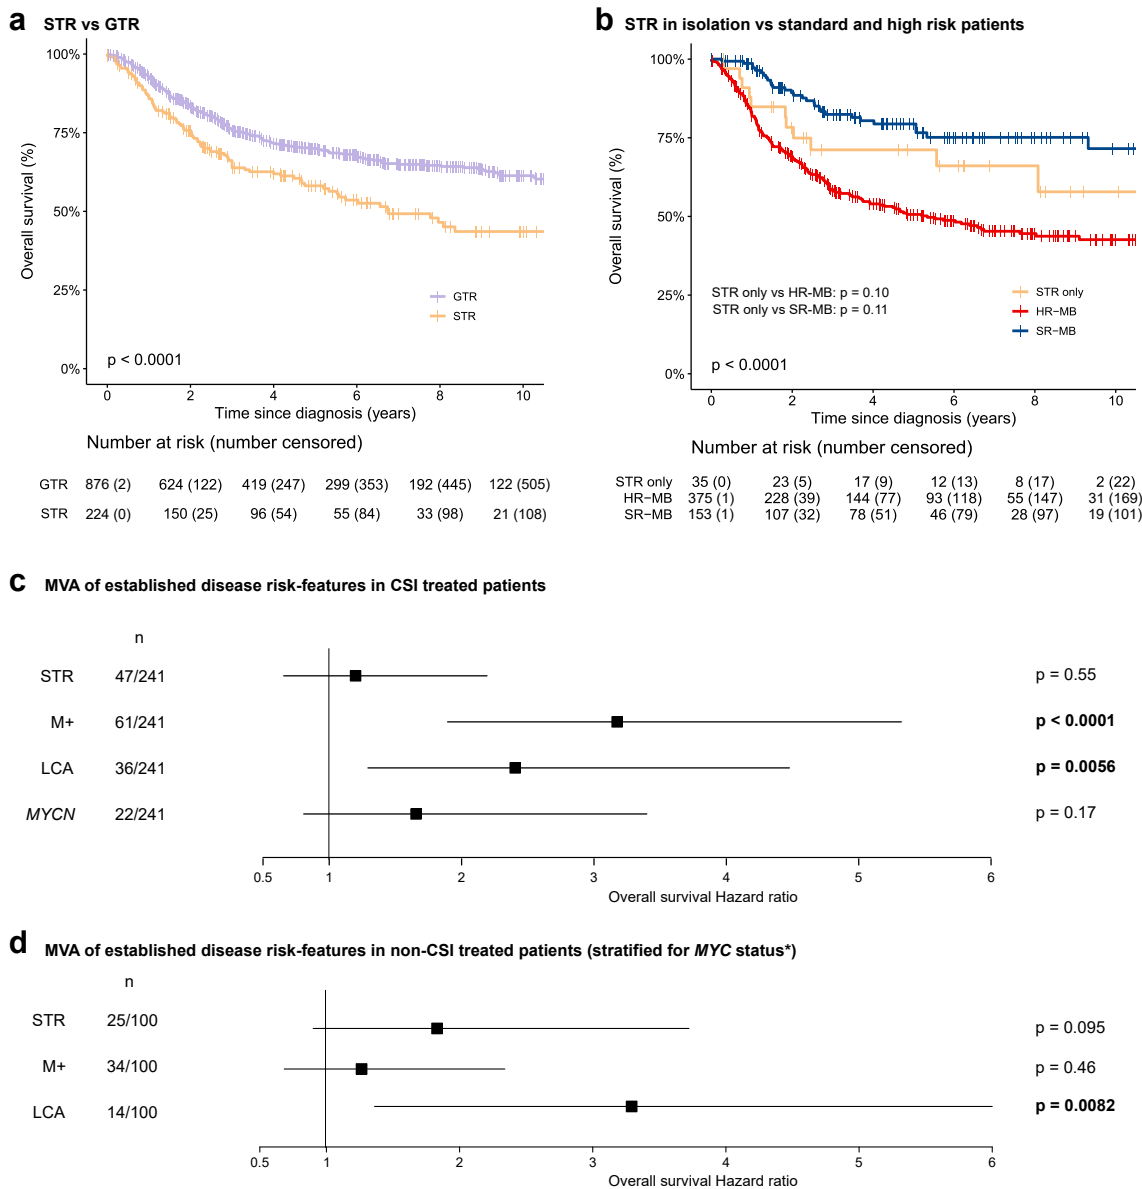 a STR vs GTR
100%
75%
50%
25%
0%
Overall survival (%)
GTR
STR
p < 0.0001
0 2 4 6 8 10
Time since diagnosis (years)
Number at risk (number censored)
GTR 876 (2) 624 (122) 419 (247) 299 (353) 192 (445) 122 (505)
STR 224 (0) 150 (25) 96 (54) 55 (84) 33 (98) 21 (108)
b STR in isolation vs standard and high risk patients
100%
75%
50%
25%
0%
Overall survival (%)
STR only vs HR−MB: p = 0.10
STR only vs SR−MB: p = 0.11
STR only
HR−MB
SR−MB
p < 0.0001
0 2 4 6 8 10
Time since diagnosis (years)
Number at risk (number censored)
STR only 35 (0) 23 (5) 17 (9) 12 (13) 8 (17) 2 (22)
HR−MB 375 (1) 228 (39) 144 (77) 93 (118) 55 (147) 31 (169)
SR−MB 153 (1) 107 (32) 78 (51) 46 (79) 28 (97) 19 (101)
c MVA of established disease risk-features in CSI treated patients
n
STR 47/241 p = 0.55
M+ 61/241 p < 0.0001
LCA 36/241 p = 0.0056
MYCN 22/241 p = 0.17
0.5 1 2 3 4 5 6
Overall survival Hazard ratio
d MVA of established disease risk-features in non-CSI treated patients (stratified for MYC status*)
n
STR 25/100 p = 0.095
M+ 34/100 p = 0.46
LCA 14/100 p = 0.0082
0.5 1 2 3 4 5 6
Overall survival Hazard ratio